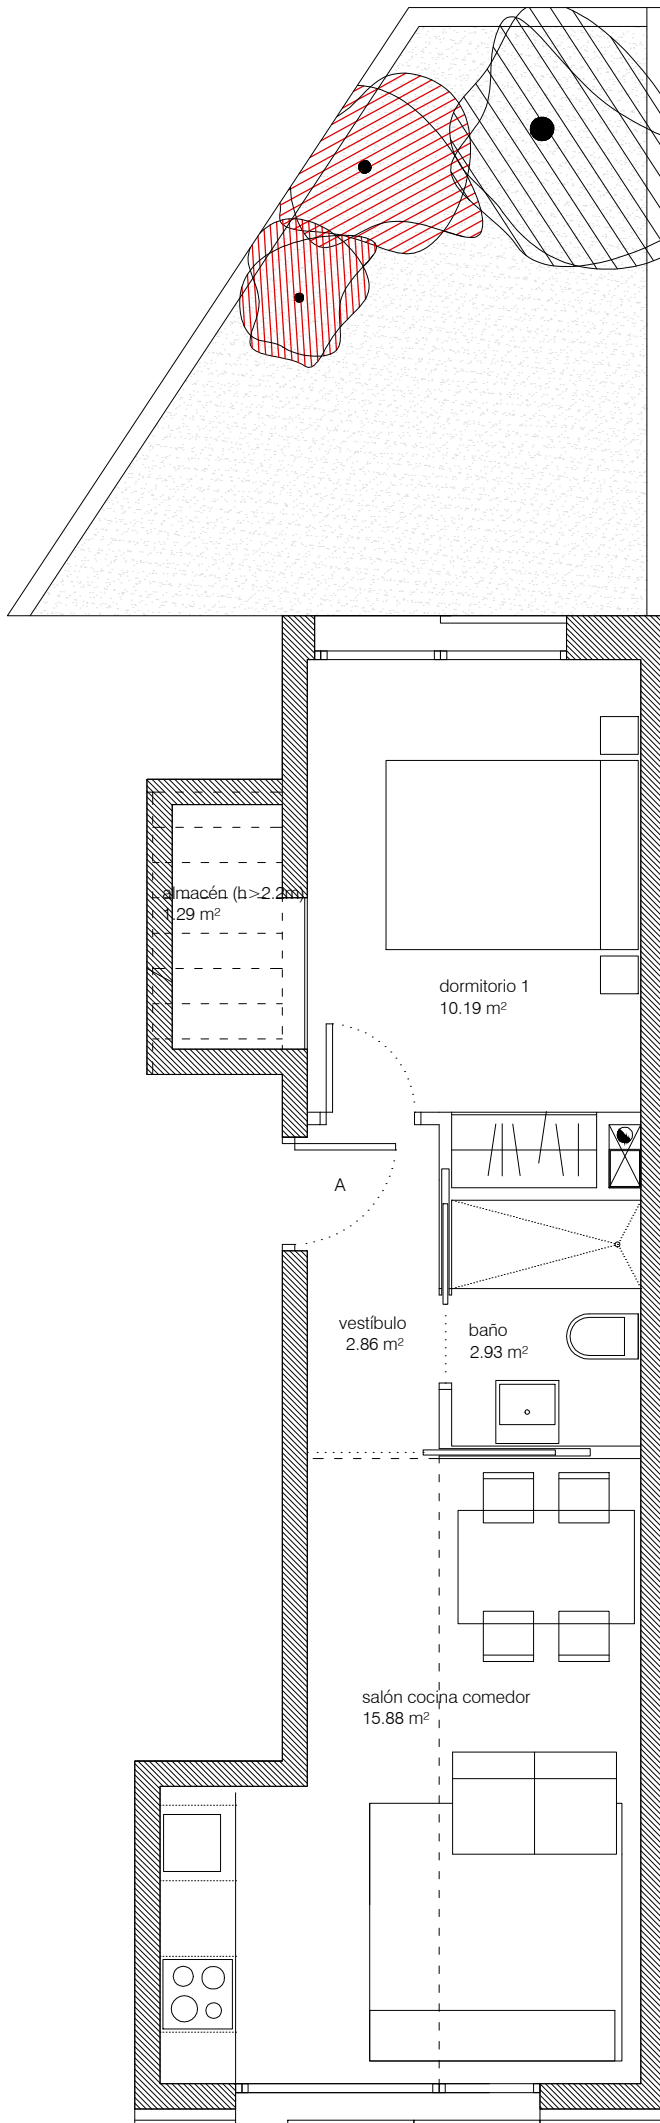 almacén (h>2.2m)
1.29 m²
dormitorio 1
10.19 m²
A
vestíbulo
2.86 m²
baño
2.93 m²
salón cocina comedor
15.88 m²